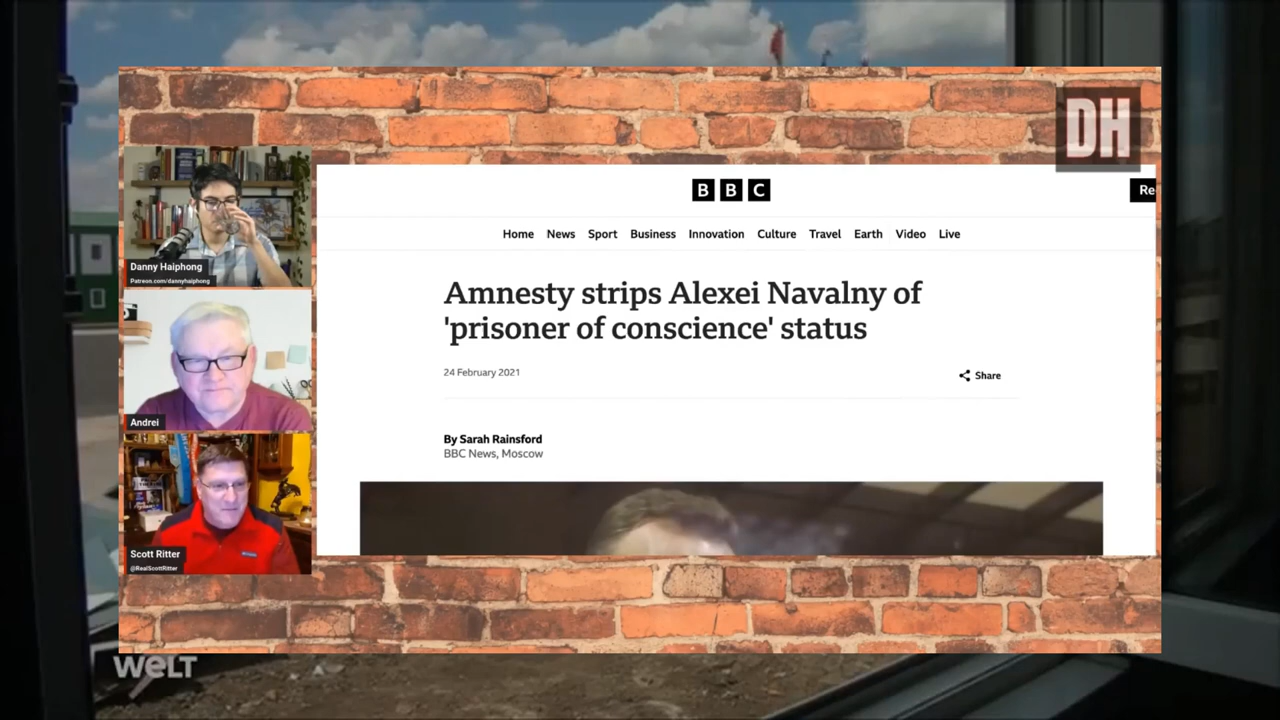 DH
BBC
Re
Home News Sport Business Innovation Culture Travel Earth Video Live
Amnesty strips Alexei Navalny of
'prisoner of conscience' status
24 February 2021
Share
By Sarah Rainsford
BBC News, Moscow
Danny Haiphong
Patreon.com/dannyhaiphong
Andrei
Scott Ritter
@RealScottRitter
WELT